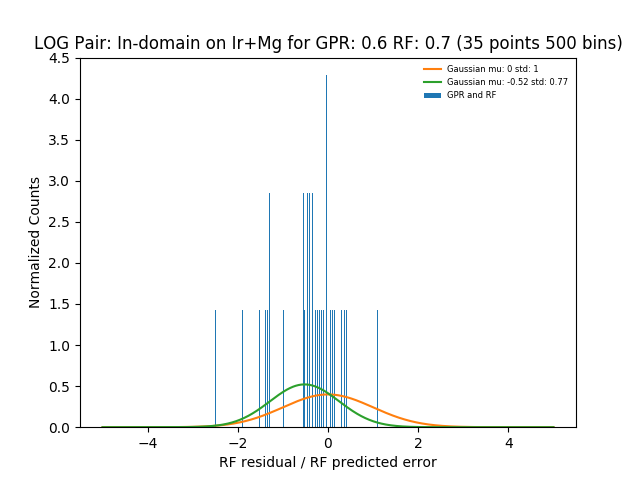 LOG Pair: In-domain on Ir+Mg for GPR: 0.6 RF: 0.7 (35 points 500 bins)
Gaussian mu: 0 std: 1
Gaussian mu: -0.52 std: 0.77
GPR and RF
Normalized Counts
4.5
4.0
3.5
3.0
2.5
2.0
1.5
1.0
0.5
0.0
−4 −2 0 2 4
RF residual / RF predicted error